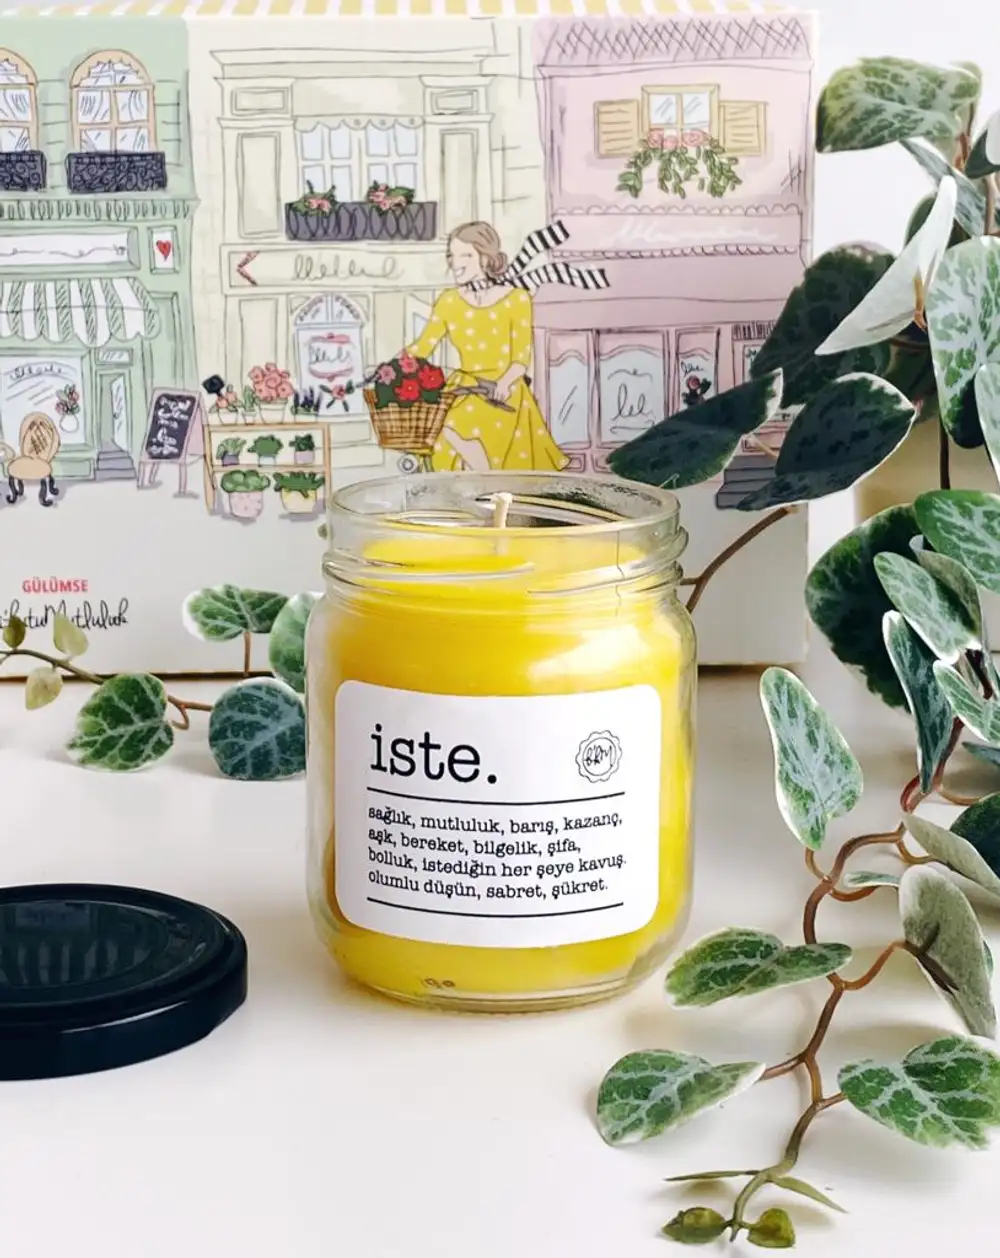 GÜLÜMSE
iste.
sağlık, mutluluk, barış, kazanç,
aşk, bereket, bilgelik, şifa,
bolluk, istediğin her şeye kavuş.
olumlu düşün, sabret, şükret.